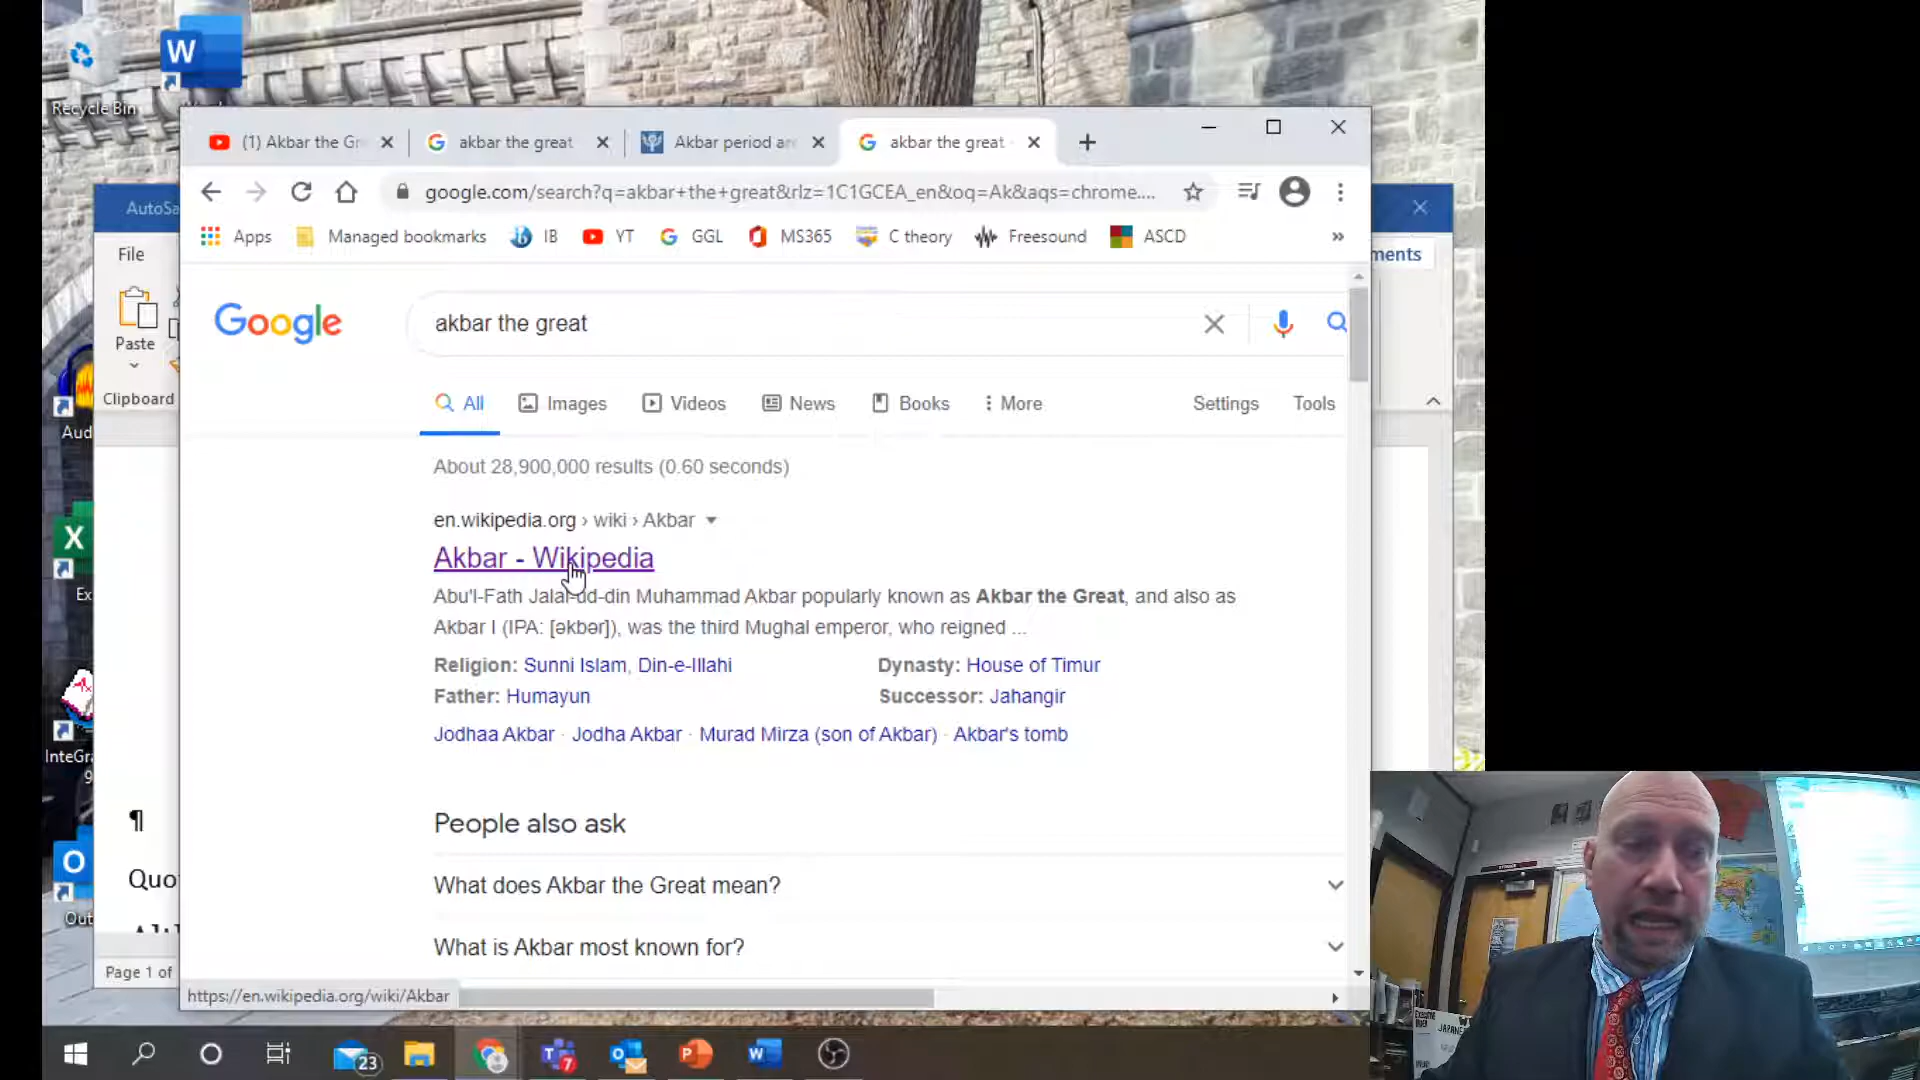 Recycle Bin
(1) Akbar the Gr
akbar the great
Akbar period ar
akbar the great
google.com/search?q=akbar+the+great&rlz=1C1GCEA_en&oq=Ak&aqs=chrome....
Apps
Managed bookmarks
IB
YT
GGL
MS365
C theory
Freesound
ASCD
»
AutoSa
File
ments
Paste
Clipboard
Google
akbar the great
All
Images
Videos
News
Books
More
Settings
Tools
About 28,900,000 results (0.60 seconds)
en.wikipedia.org › wiki › Akbar
Akbar - Wikipedia
Abu'l-Fath Jalal-ud-din Muhammad Akbar popularly known as Akbar the Great, and also as
Akbar I (IPA: [əkbər]), was the third Mughal emperor, who reigned ...
Religion: Sunni Islam, Din-e-Illahi
Dynasty: House of Timur
Father: Humayun
Successor: Jahangir
Jodhaa Akbar · Jodha Akbar · Murad Mirza (son of Akbar) · Akbar's tomb
People also ask
What does Akbar the Great mean?
What is Akbar most known for?
https://en.wikipedia.org/wiki/Akbar
Aud
Ex
InteGra
9
Out
¶
Quo
Page 1 of
23
7